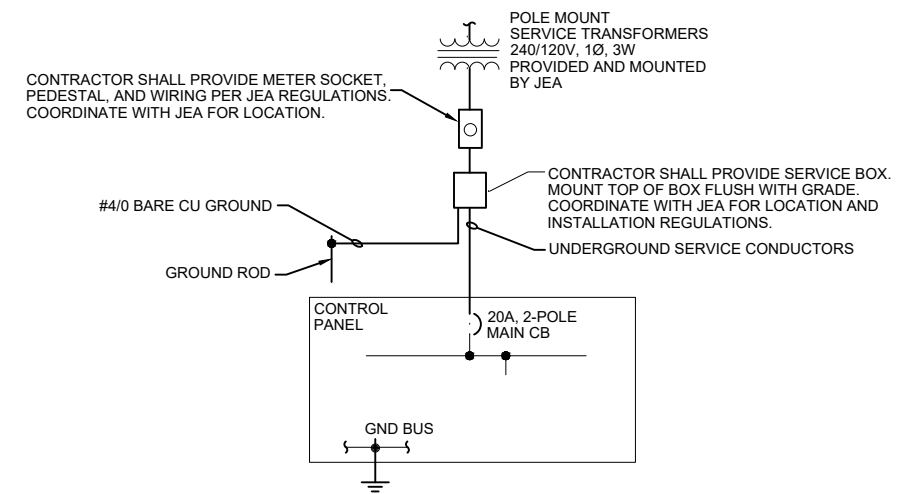 POLE MOUNT
SERVICE TRANSFORMERS
240/120V, 1Ø, 3W
PROVIDED AND MOUNTED
BY JEA
CONTRACTOR SHALL PROVIDE METER SOCKET,
PEDESTAL, AND WIRING PER JEA REGULATIONS.
COORDINATE WITH JEA FOR LOCATION.
CONTRACTOR SHALL PROVIDE SERVICE BOX.
MOUNT TOP OF BOX FLUSH WITH GRADE.
COORDINATE WITH JEA FOR LOCATION AND
INSTALLATION REGULATIONS.
#4/0 BARE CU GROUND
UNDERGROUND SERVICE CONDUCTORS
GROUND ROD
CONTROL
PANEL
20A, 2-POLE
MAIN CB
GND BUS